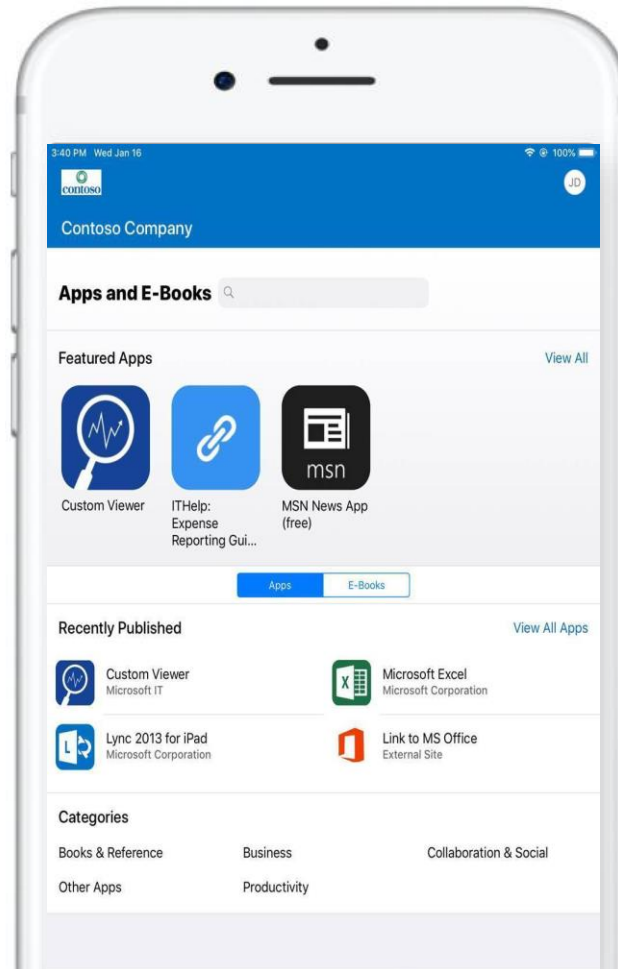 3:40 PM Wed Jan 16
100%
contoso
JD
Contoso Company
Apps and E-Books
Featured Apps
View All
msn
Custom Viewer
ITHelp:
Expense
Reporting Gui...
MSN News App
(free)
Apps
E-Books
Recently Published
View All Apps
Custom Viewer
Microsoft IT
Microsoft Excel
Microsoft Corporation
Lync 2013 for iPad
Microsoft Corporation
Link to MS Office
External Site
Categories
Books & Reference
Business
Collaboration & Social
Other Apps
Productivity